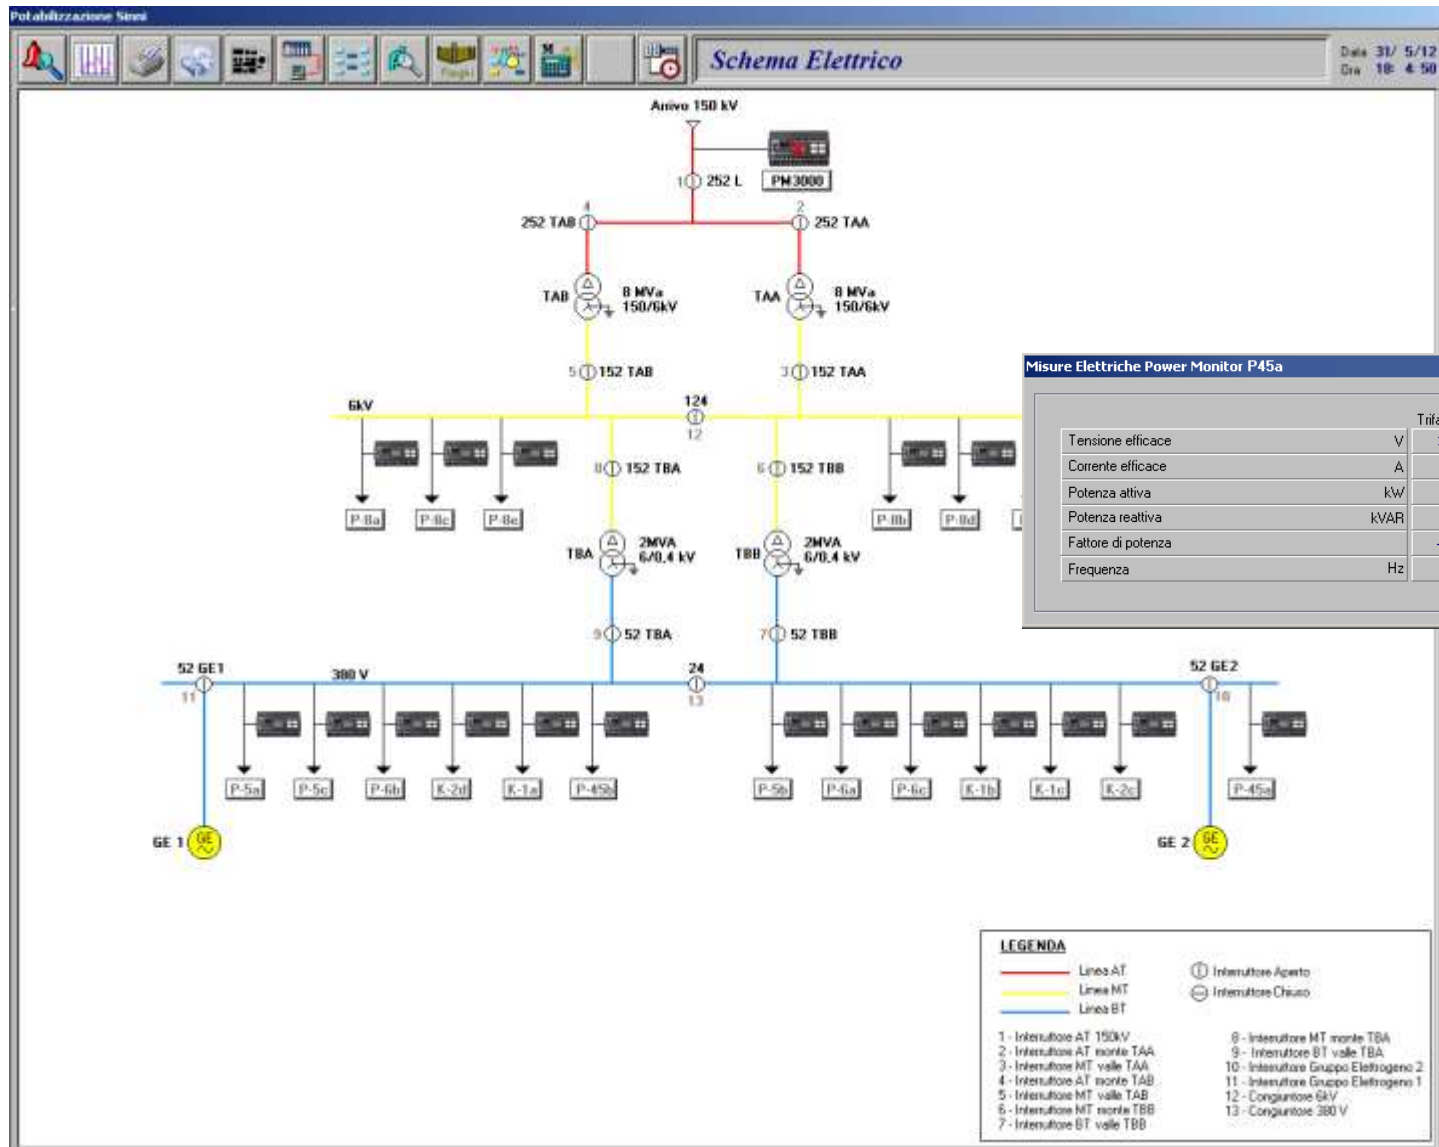 Potabilizzazione Sinni
Schema Elettrico
Data 31/ 5/12
Ora 18: 4:50
Arrivo 150 kV
1 252 L
PM3000
4
2
252 TAB
252 TAA
TAB
8 MVa
150/6kV
TAA
8 MVa
150/6kV
5 152 TAB
3 152 TAA
Misure Elettriche Power Monitor P45a
Tensione efficace V
Corrente efficace A
Potenza attiva kW
Potenza reattiva kVAR
Fattore di potenza
Frequenza Hz
6kV
124
12
8 152 TBA
6 152 TBB
P-8a
P-8c
P-8e
P-8b
P-8d
TBA
2MVA
6/0.4 kV
TBB
2MVA
6/0.4 kV
9 52 TBA
7 52 TBB
52 GE1
11
380 V
24
13
52 GE2
10
P-5a
P-5c
P-6b
K-2d
K-1a
P-45b
P-5b
P-6a
P-6c
K-1b
K-1c
K-2c
P-45a
GE 1
GE
GE 2
GE
LEGENDA
Linea AT
Linea MT
Linea BT
Interruttore Aperto
Interruttore Chiuso
1 - Interruttore AT 150kV
2 - Interruttore AT monte TAA
3 - Interruttore MT valle TAA
4 - Interruttore AT monte TAB
5 - Interruttore MT valle TAB
6 - Interruttore MT monte TBB
7 - Interruttore BT valle TBB
8 - Interruttore MT monte TBA
9 - Interruttore BT valle TBA
10 - Interruttore Gruppo Elettrogeno 2
11 - Interruttore Gruppo Elettrogeno 1
12 - Congiuntore 6kV
13 - Congiuntore 380 V